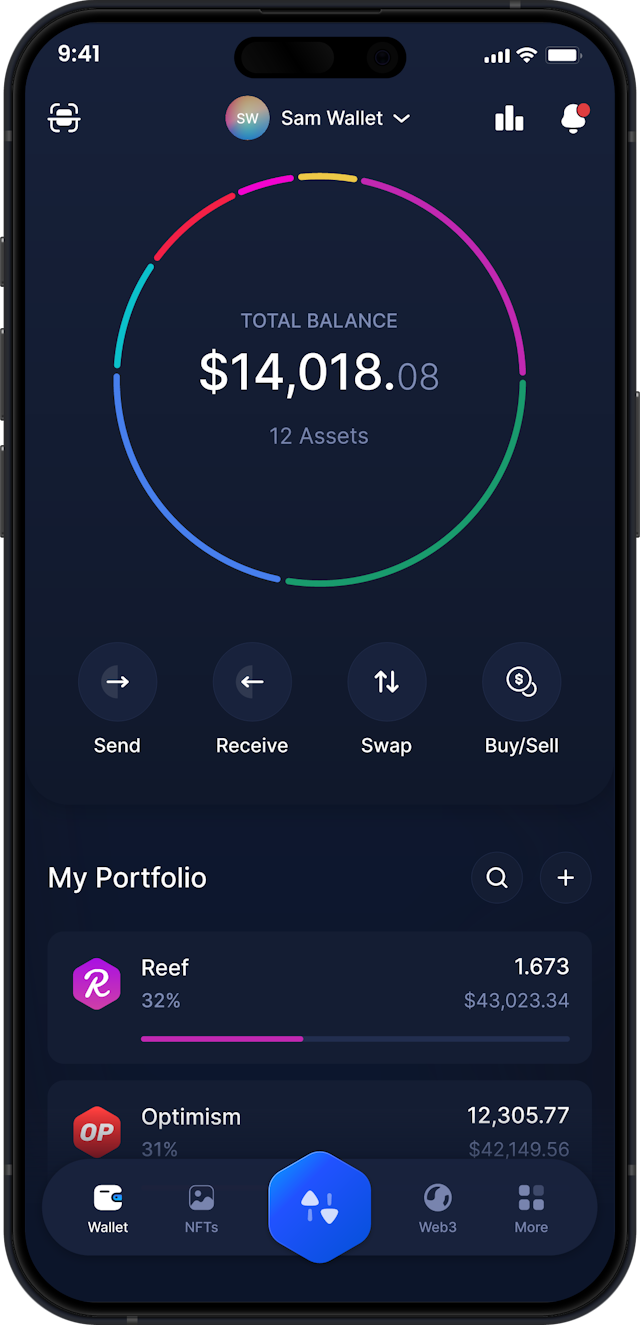 9:41
SW Sam Wallet
TOTAL BALANCE
$14,018.08
12 Assets
Send Receive Swap Buy/Sell
My Portfolio
R Reef 1.673
32% $43,023.34
OP Optimism 12,305.77
31% $42,149.56
Wallet NFTs Web3 More